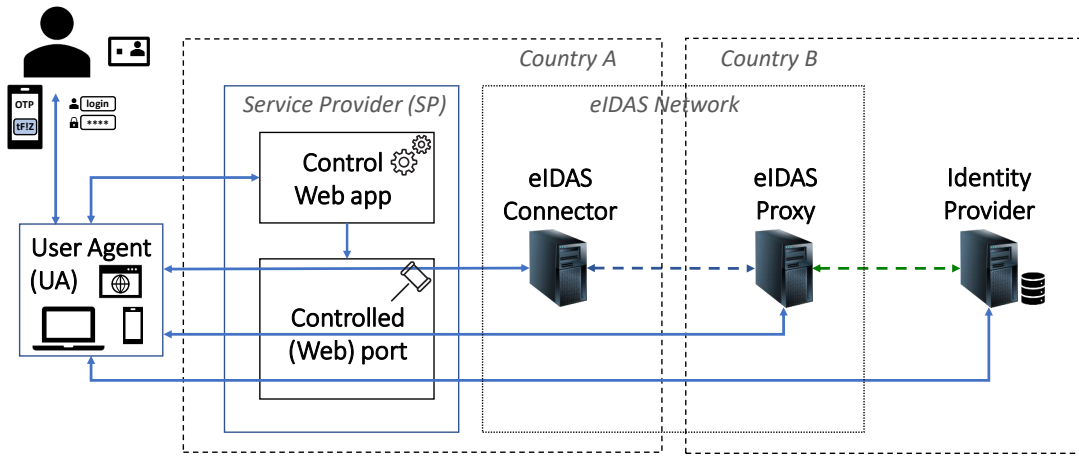 Country A
Country B
Service Provider (SP)
eIDAS Network
OTP
tF!Z
login
****
Control
Web app
eIDAS
Connector
eIDAS
Proxy
Identity
Provider
User Agent
(UA)
Controlled
(Web) port